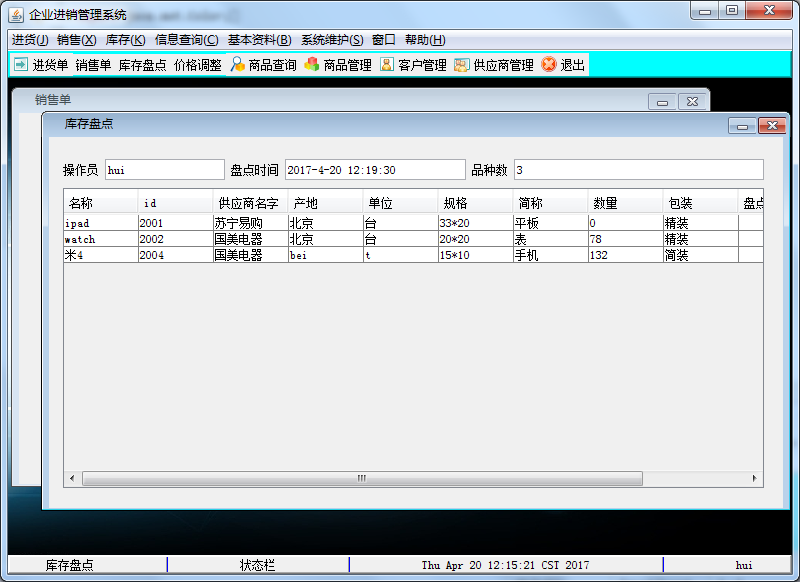 企业进销管理系统
进货(J) 销售(X) 库存(K) 信息查询(C) 基本资料(B) 系统维护(S) 窗口 帮助(H)
进货单 销售单 库存盘点 价格调整 商品查询 商品管理 客户管理 供应商管理 退出
销售单
库存盘点
操作员 hui 盘点时间 2017-4-20 12:19:30 品种数 3
名称 id 供应商名字 产地 单位 规格 简称 数量 包装 盘点
ipad 2001 苏宁易购 北京 台 33*20 平板 0 精装
watch 2002 国美电器 北京 台 20*20 表 78 精装
米4 2004 国美电器 bei t 15*10 手机 132 简装
库存盘点 状态栏 Thu Apr 20 12:15:21 CST 2017 hui